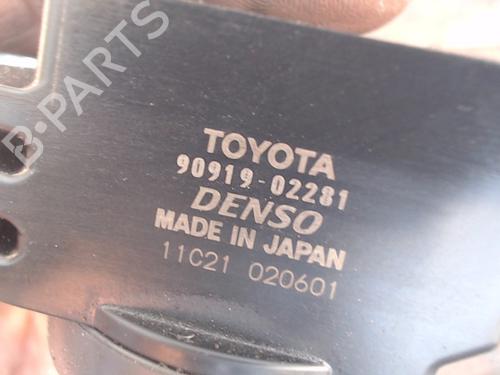 B-PARTS
TOYOTA
90919-02281
DENSO
MADE IN JAPAN
11C21 020601